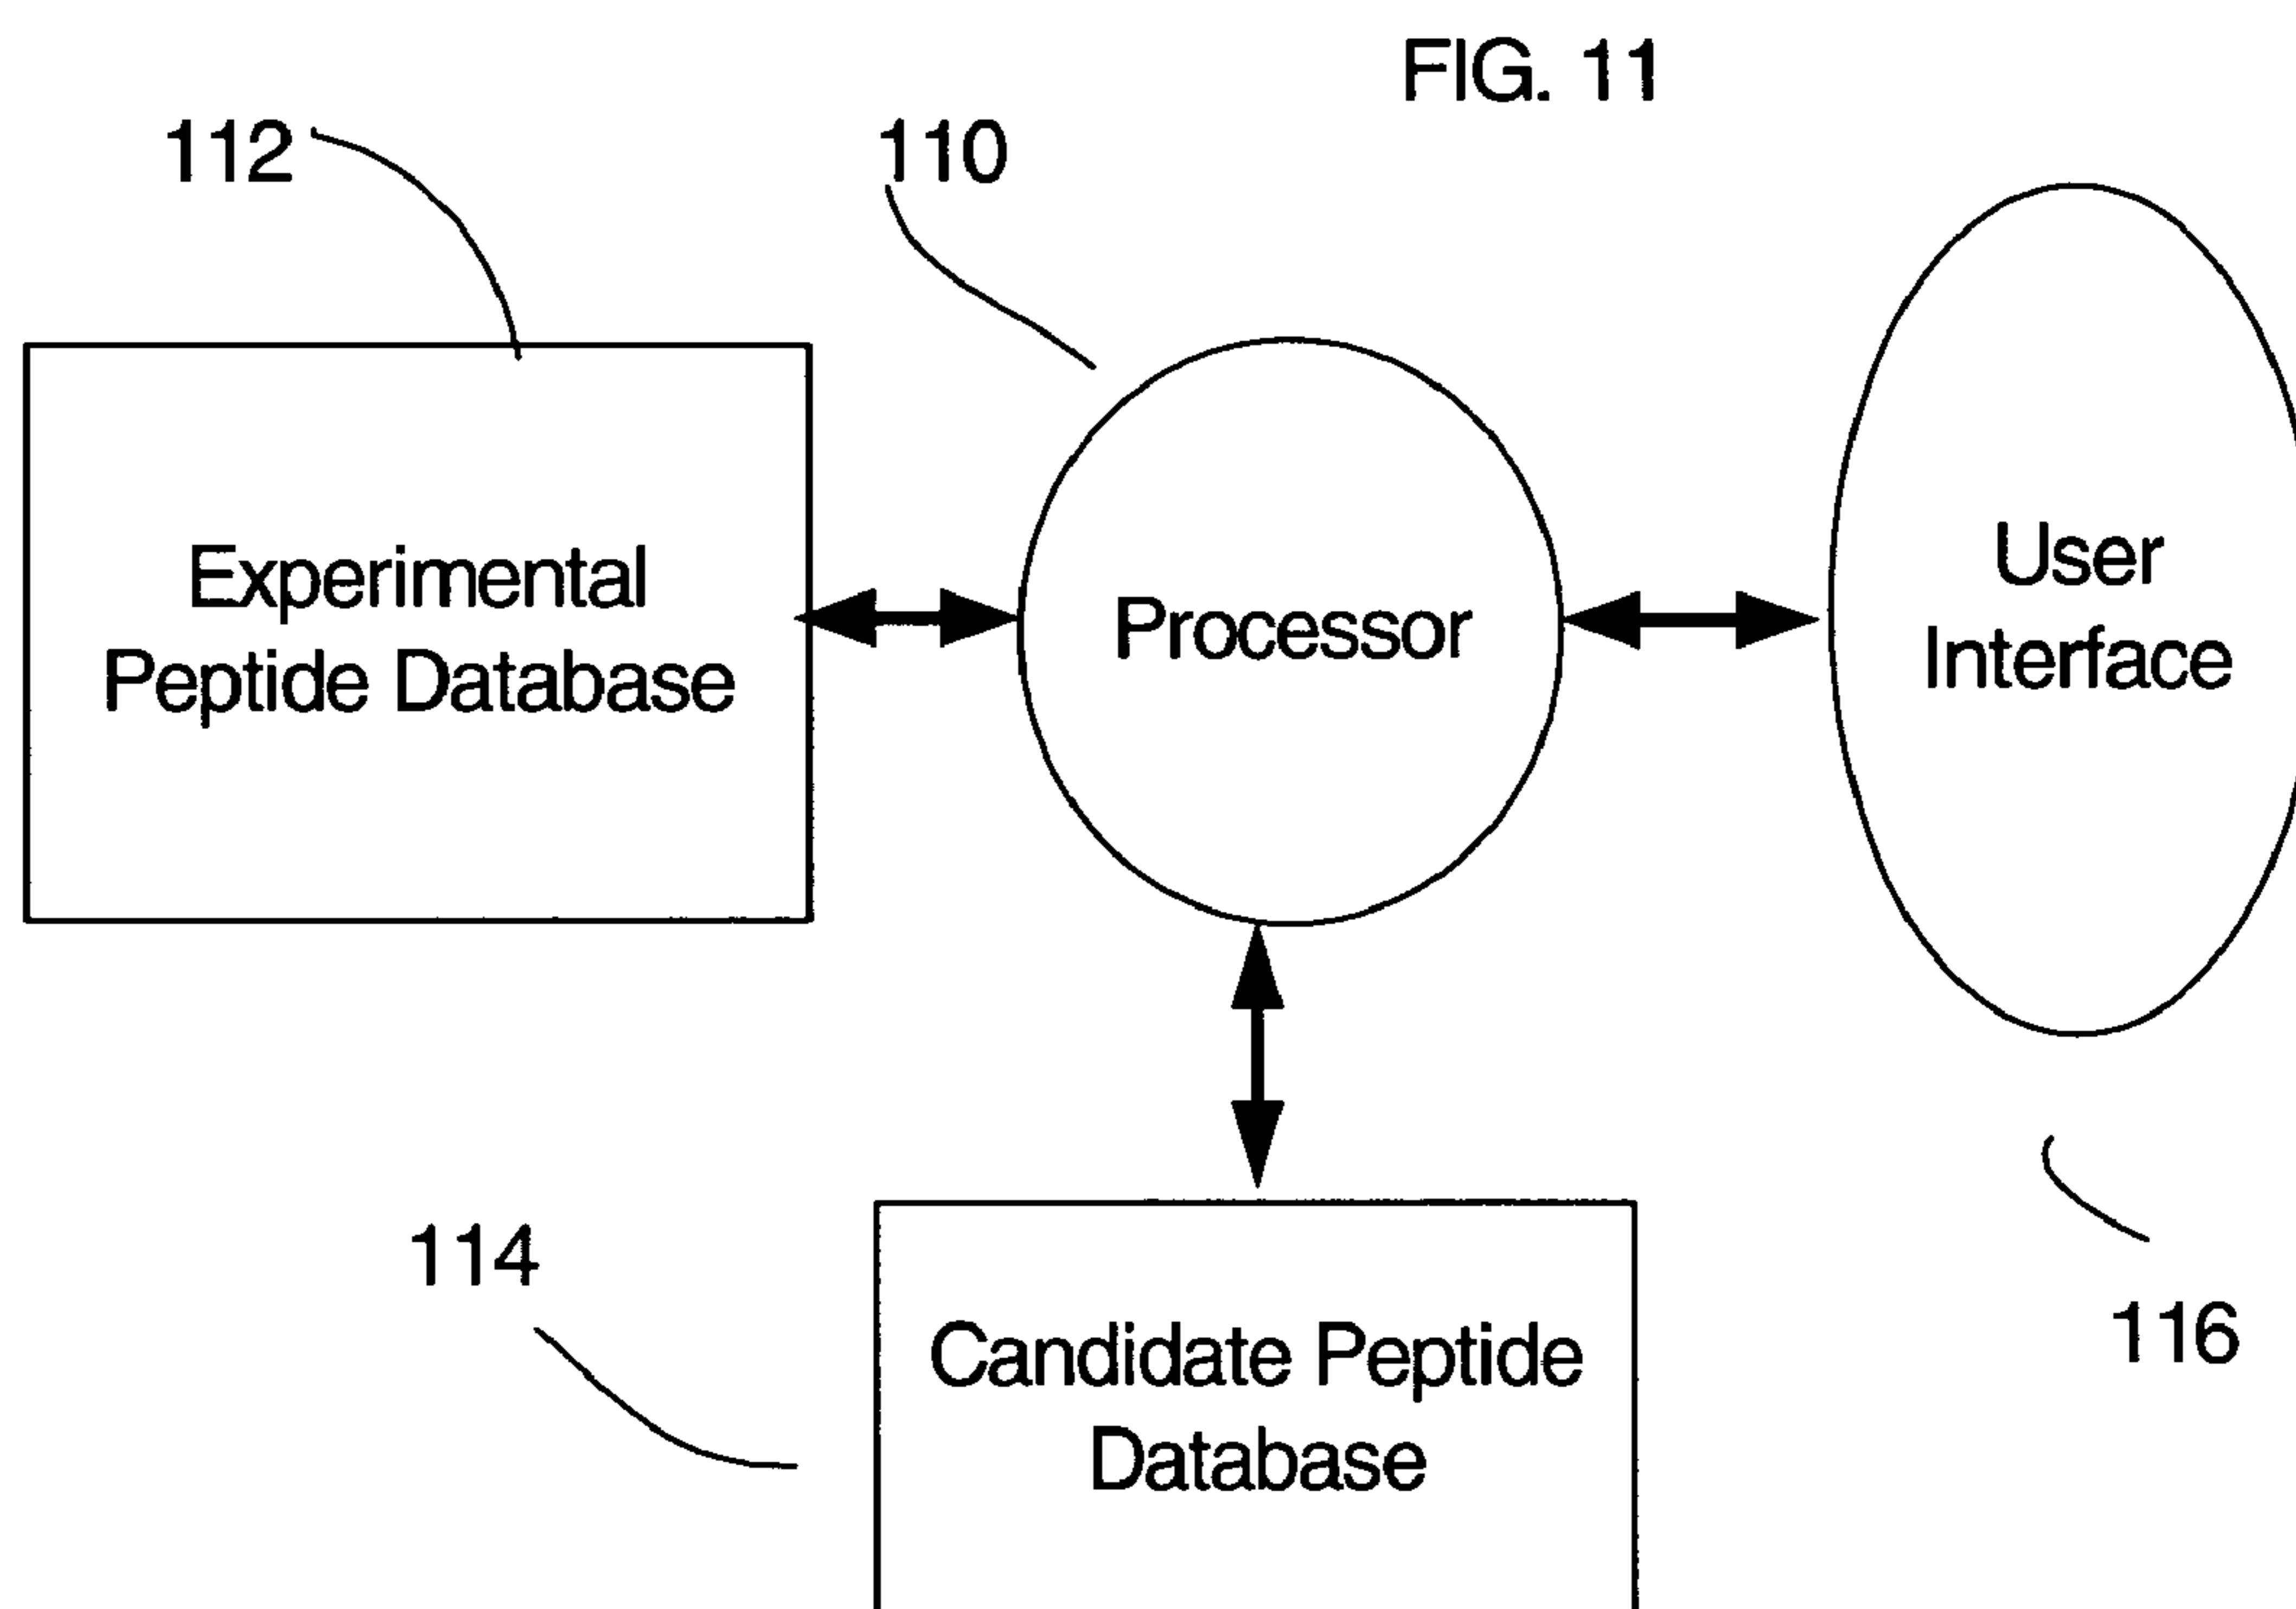 FIG. 11
112
110
Experimental
Peptide Database
Processor
User
Interface
114
Candidate Peptide
Database
116